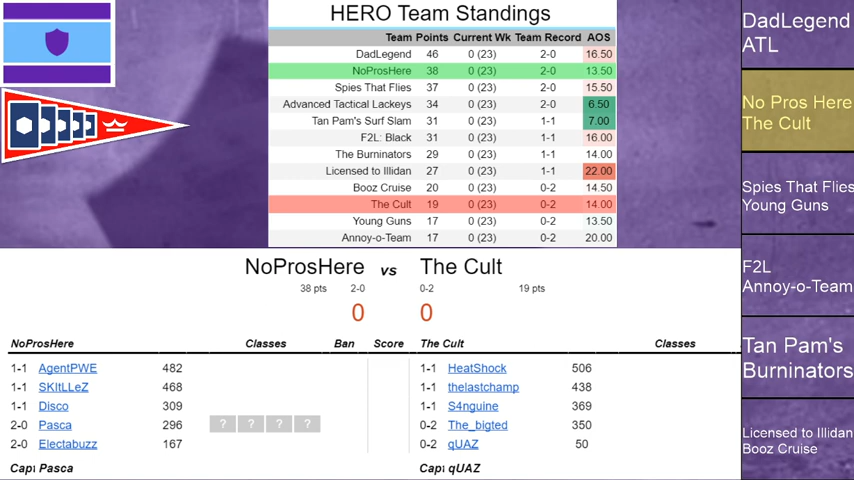 HERO Team Standings
Team Points Current Wk Team Record AOS
DadLegend 46 0 (23) 2-0 16.50
NoProsHere 38 0 (23) 2-0 13.50
Spies That Flies 37 0 (23) 2-0 15.50
Advanced Tactical Lackeys 34 0 (23) 2-0 6.50
Tan Pam's Surf Slam 31 0 (23) 1-1 7.00
F2L: Black 31 0 (23) 1-1 16.00
The Burninators 29 0 (23) 1-1 14.00
Licensed to Illidan 27 0 (23) 1-1 22.00
Booz Cruise 20 0 (23) 0-2 14.50
The Cult 19 0 (23) 0-2 14.00
Young Guns 17 0 (23) 0-2 13.50
Annoy-o-Team 17 0 (23) 0-2 20.00
NoProsHere vs The Cult
38 pts 2-0 0-2 19 pts
0 0
NoProsHere Classes Ban Score The Cult Classes
1-1 AgentPWE 482 1-1 HeatShock 506
1-1 SKItLLeZ 468 1-1 thelastchamp 438
1-1 Disco 309 1-1 S4nguine 369
2-0 Pasca 296 ? ? ? ? 0-2 The_bigted 350
2-0 Electabuzz 167 0-2 qUAZ 50
Capt Pasca Capt qUAZ
DadLegend
ATL
No Pros Here
The Cult
Spies That Flies
Young Guns
F2L
Annoy-o-Team
Tan Pam's
Burninators
Licensed to Illidan
Booz Cruise